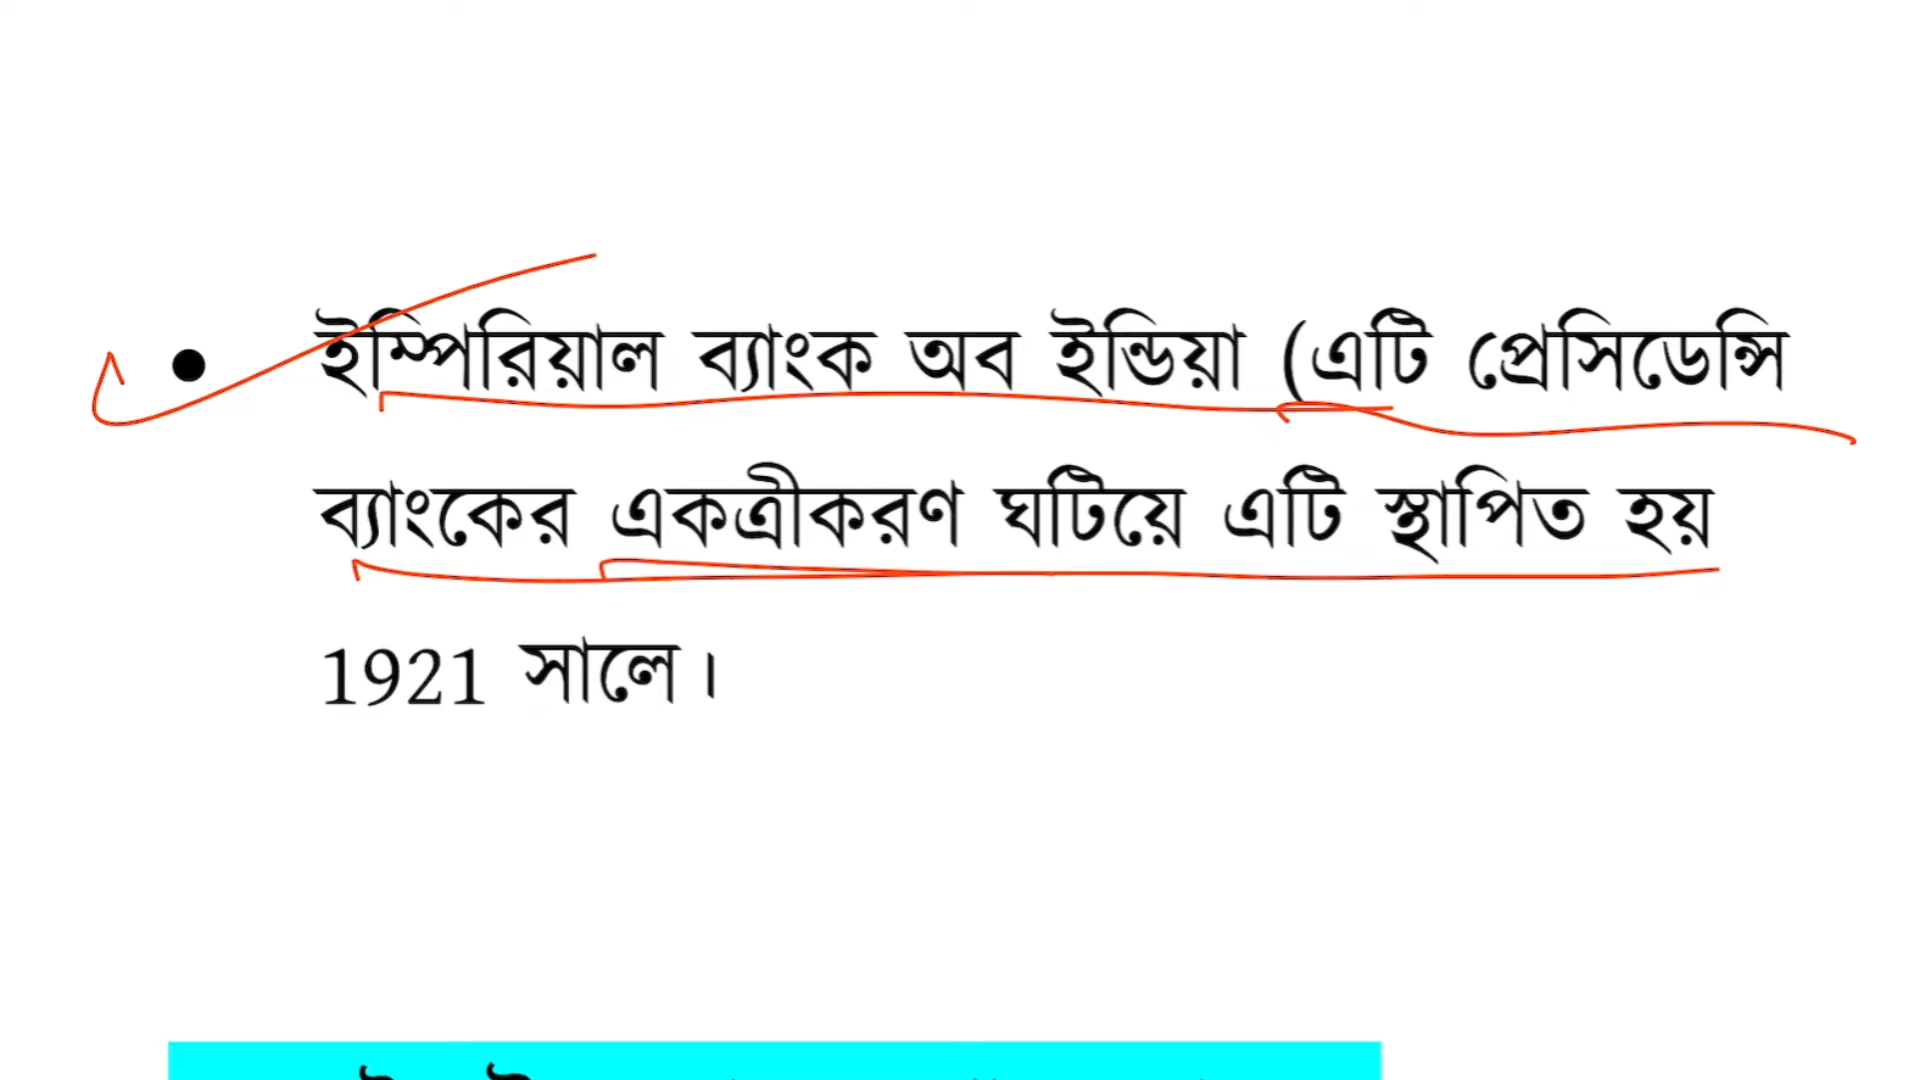 ● ইম্পিরিয়াল ব্যাংক অব ইন্ডিয়া (এটি প্রেসিডেন্সি
ব্যাংকের একত্রীকরণ ঘটিয়ে এটি স্থাপিত হয়
1921 সালে।